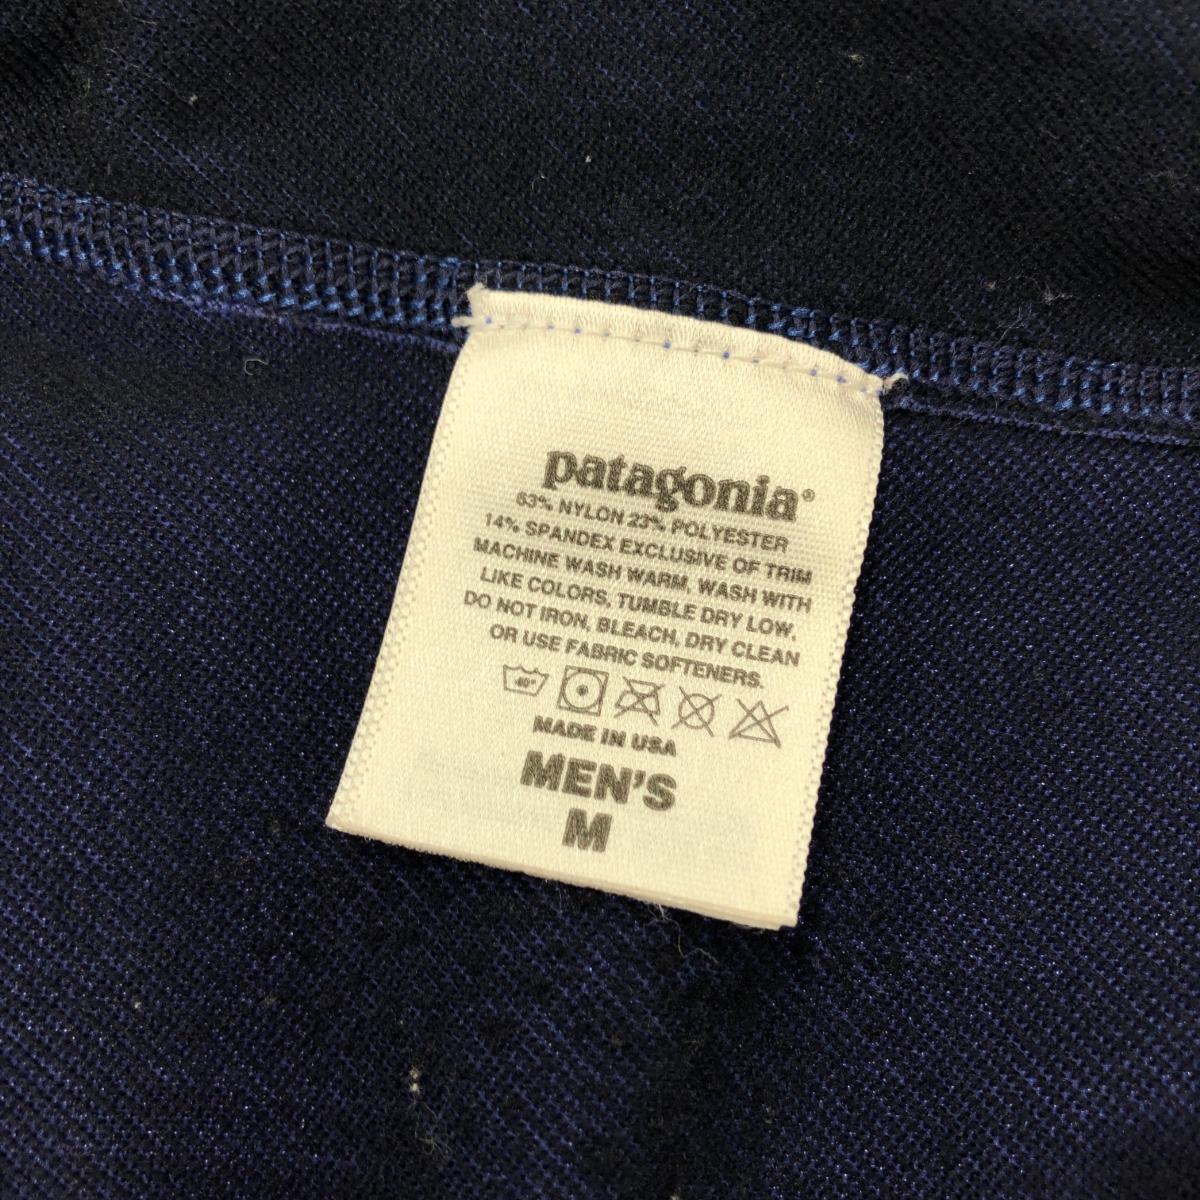 patagonia®
63% NYLON 23% POLYESTER
14% SPANDEX EXCLUSIVE OF TRIM
MACHINE WASH WARM, WASH WITH
LIKE COLORS, TUMBLE DRY LOW.
DO NOT IRON, BLEACH, DRY CLEAN
OR USE FABRIC SOFTENERS.
40°
MADE IN USA
MEN'S
M